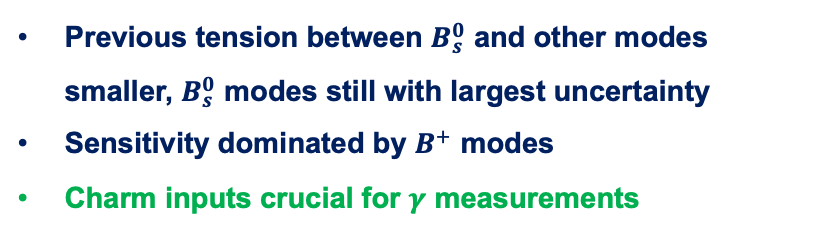 • Previous tension between B⁰ₛ and other modes
smaller, B⁰ₛ modes still with largest uncertainty
• Sensitivity dominated by B⁺ modes
• Charm inputs crucial for γ measurements